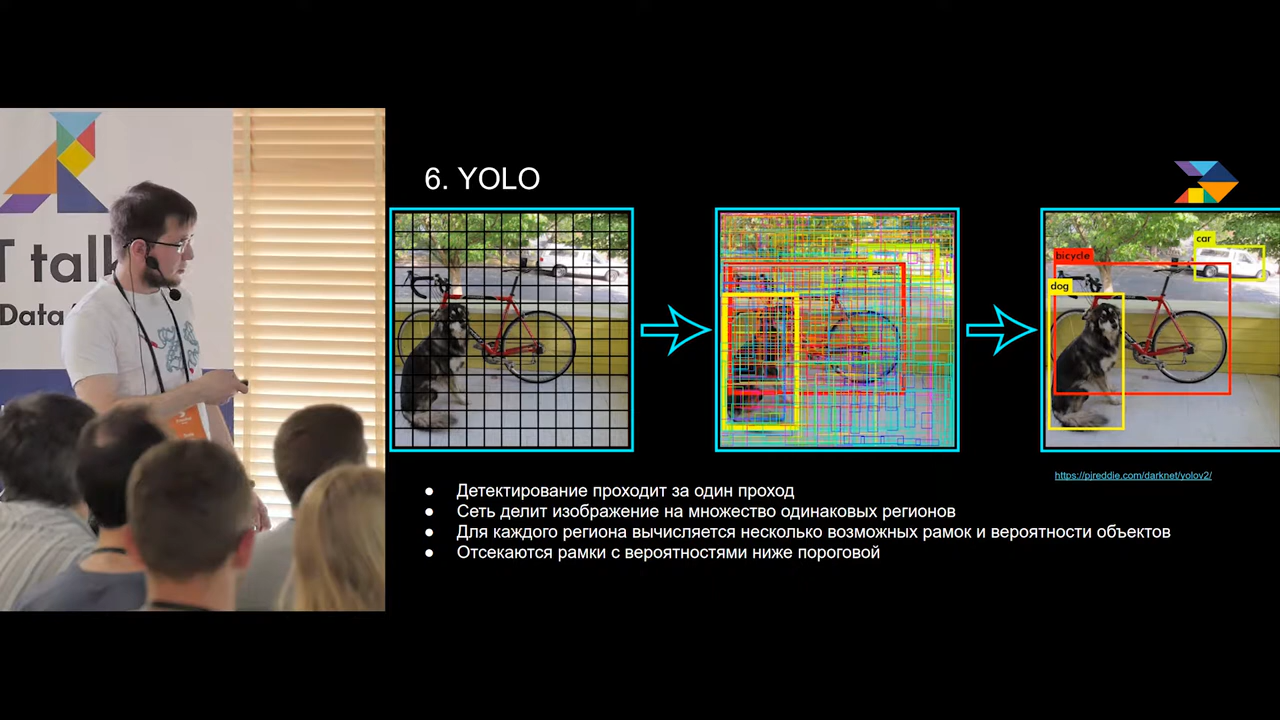 T talk
Data
6. YOLO
car
bicycle
dog
https://pjreddie.com/darknet/yolov2/
● Детектирование проходит за один проход
● Сеть делит изображение на множество одинаковых регионов
● Для каждого региона вычисляется несколько возможных рамок и вероятности объектов
● Отсекаются рамки с вероятностями ниже пороговой